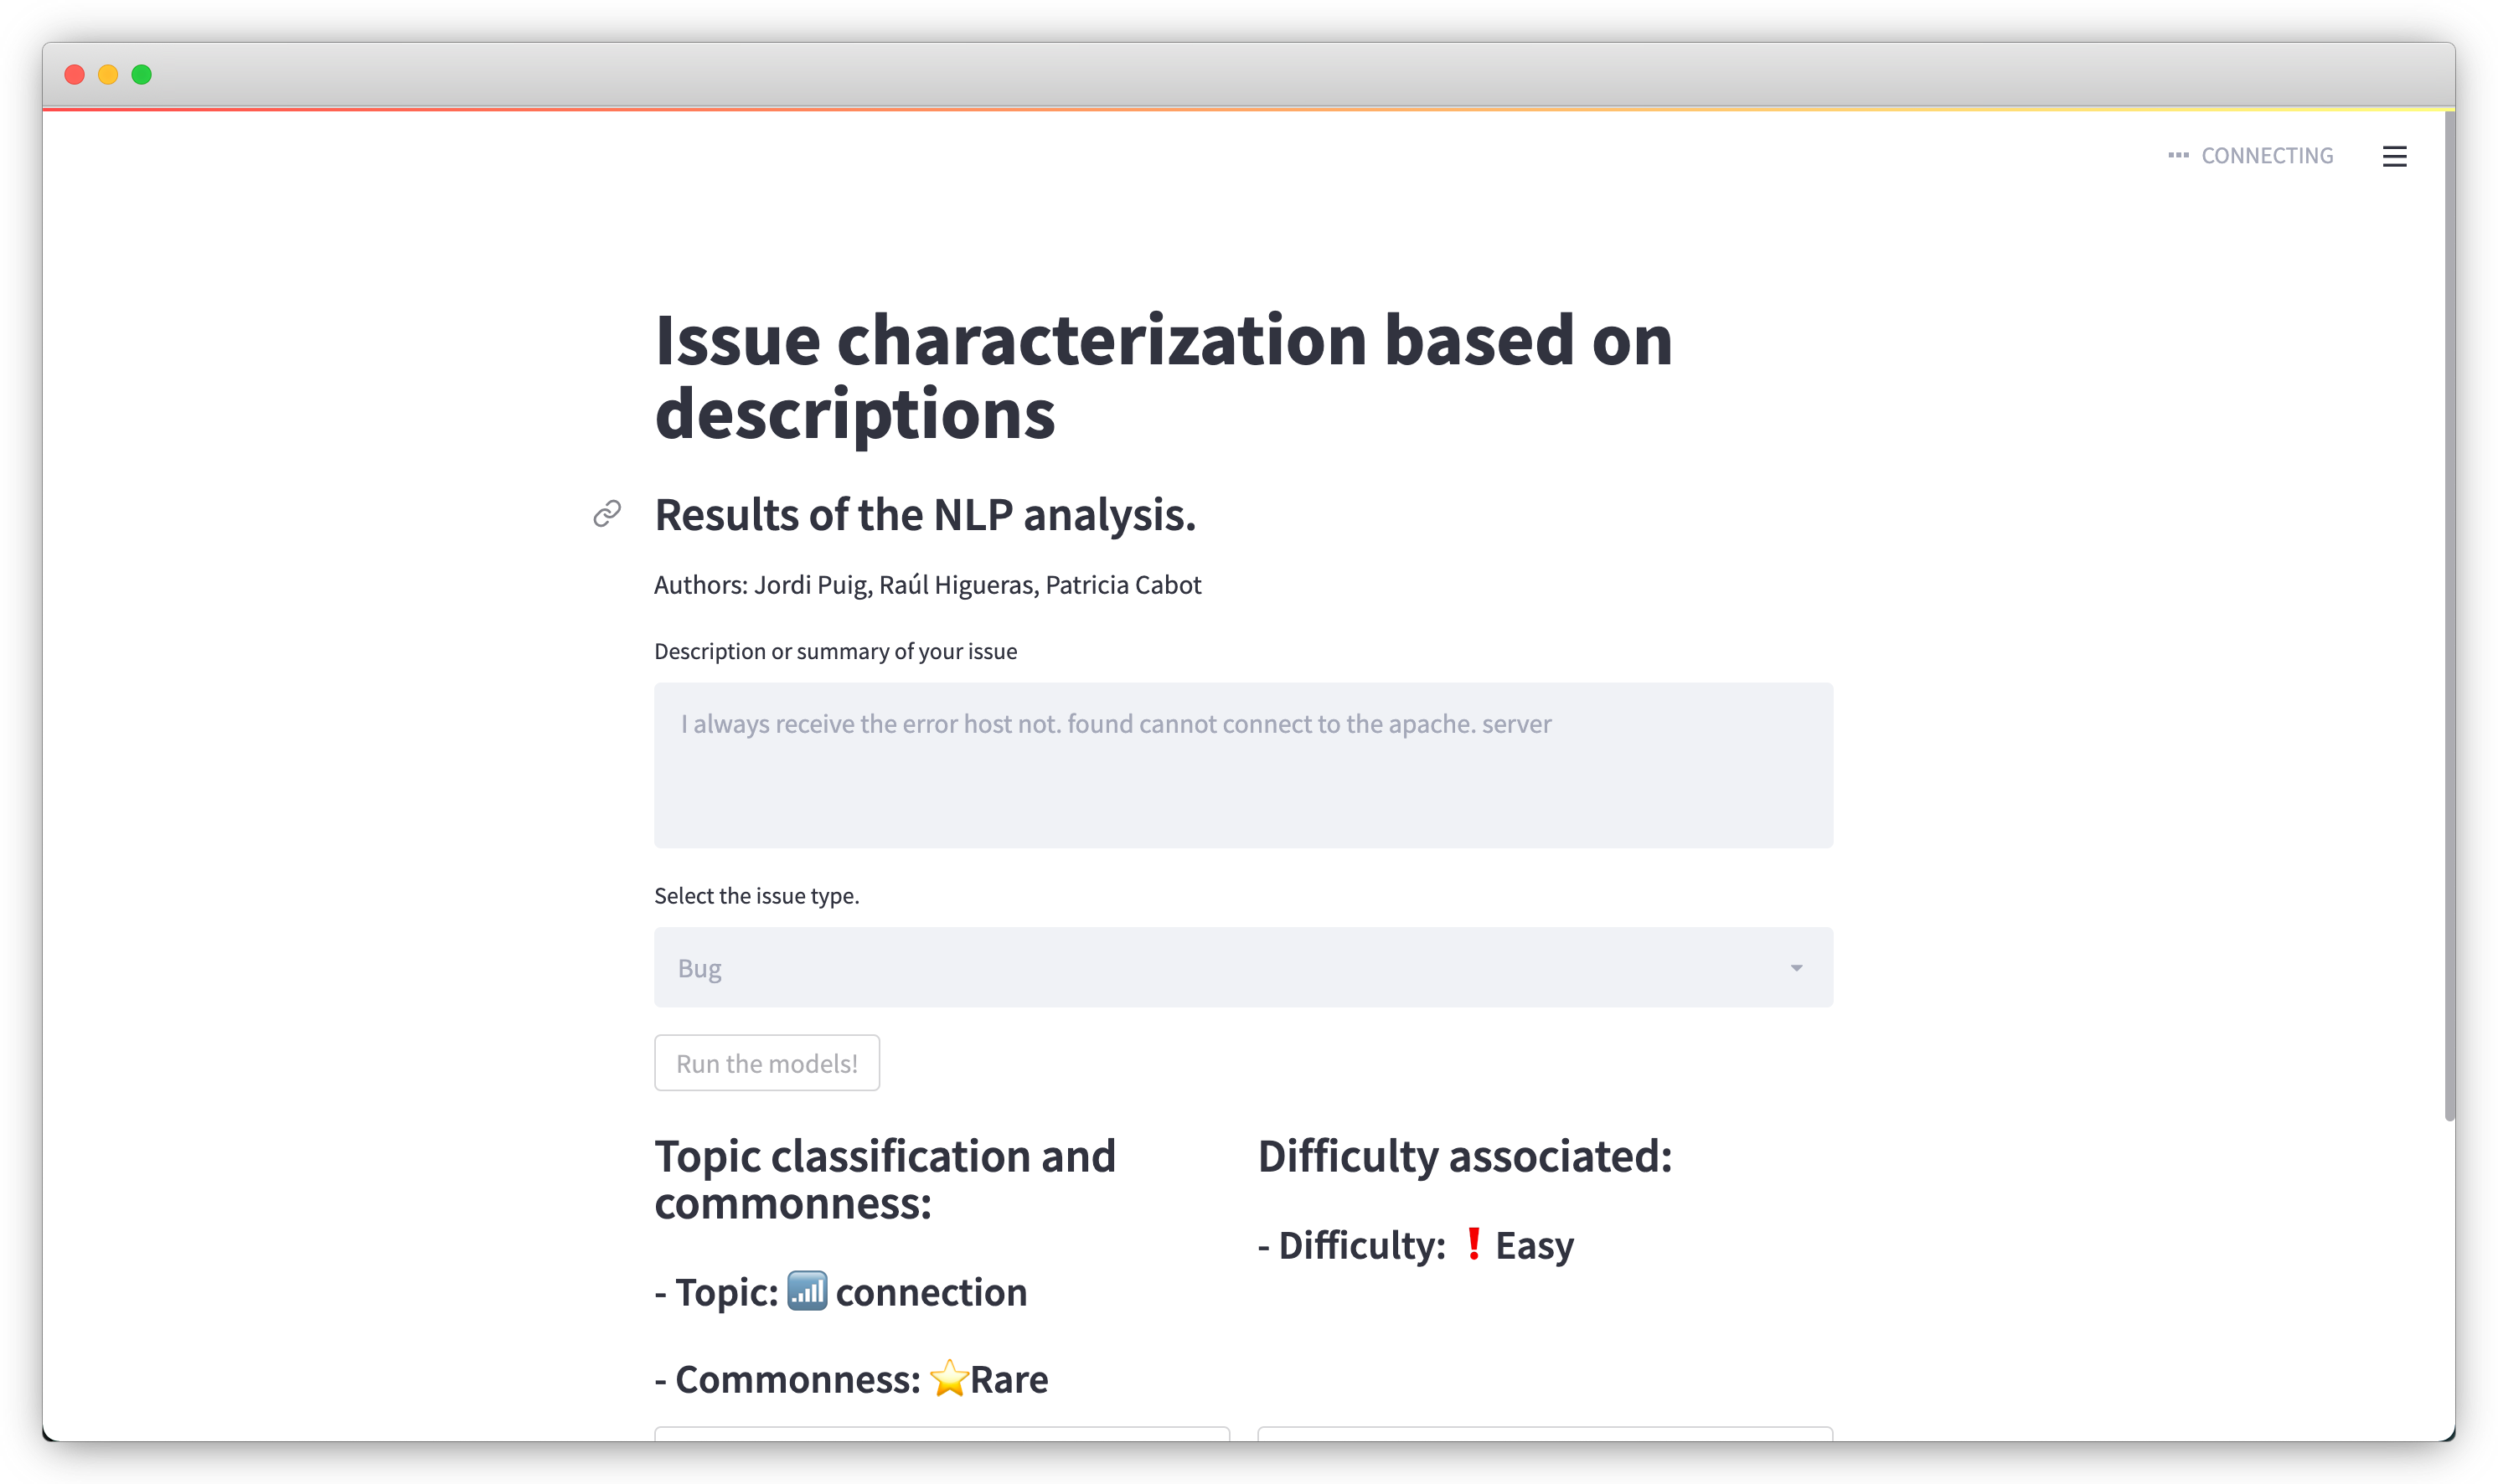 CONNECTING
Issue characterization based on
descriptions
Results of the NLP analysis.
Authors: Jordi Puig, Raúl Higueras, Patricia Cabot
Description or summary of your issue
I always receive the error host not. found cannot connect to the apache. server
Select the issue type.
Bug
Run the models!
Topic classification and
commonness:
- Topic: 📶 connection
- Commonness: ⭐Rare
Difficulty associated:
- Difficulty: ❗ Easy